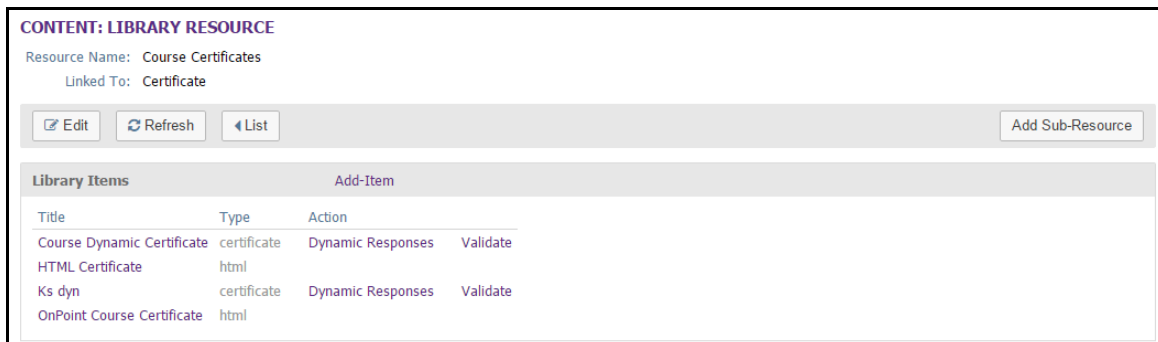 CONTENT: LIBRARY RESOURCE
Resource Name: Course Certificates
Linked To: Certificate
Edit Refresh List Add Sub-Resource
Library Items Add-Item
Title Type Action
Course Dynamic Certificate certificate Dynamic Responses Validate
HTML Certificate html
Ks dyn certificate Dynamic Responses Validate
OnPoint Course Certificate html